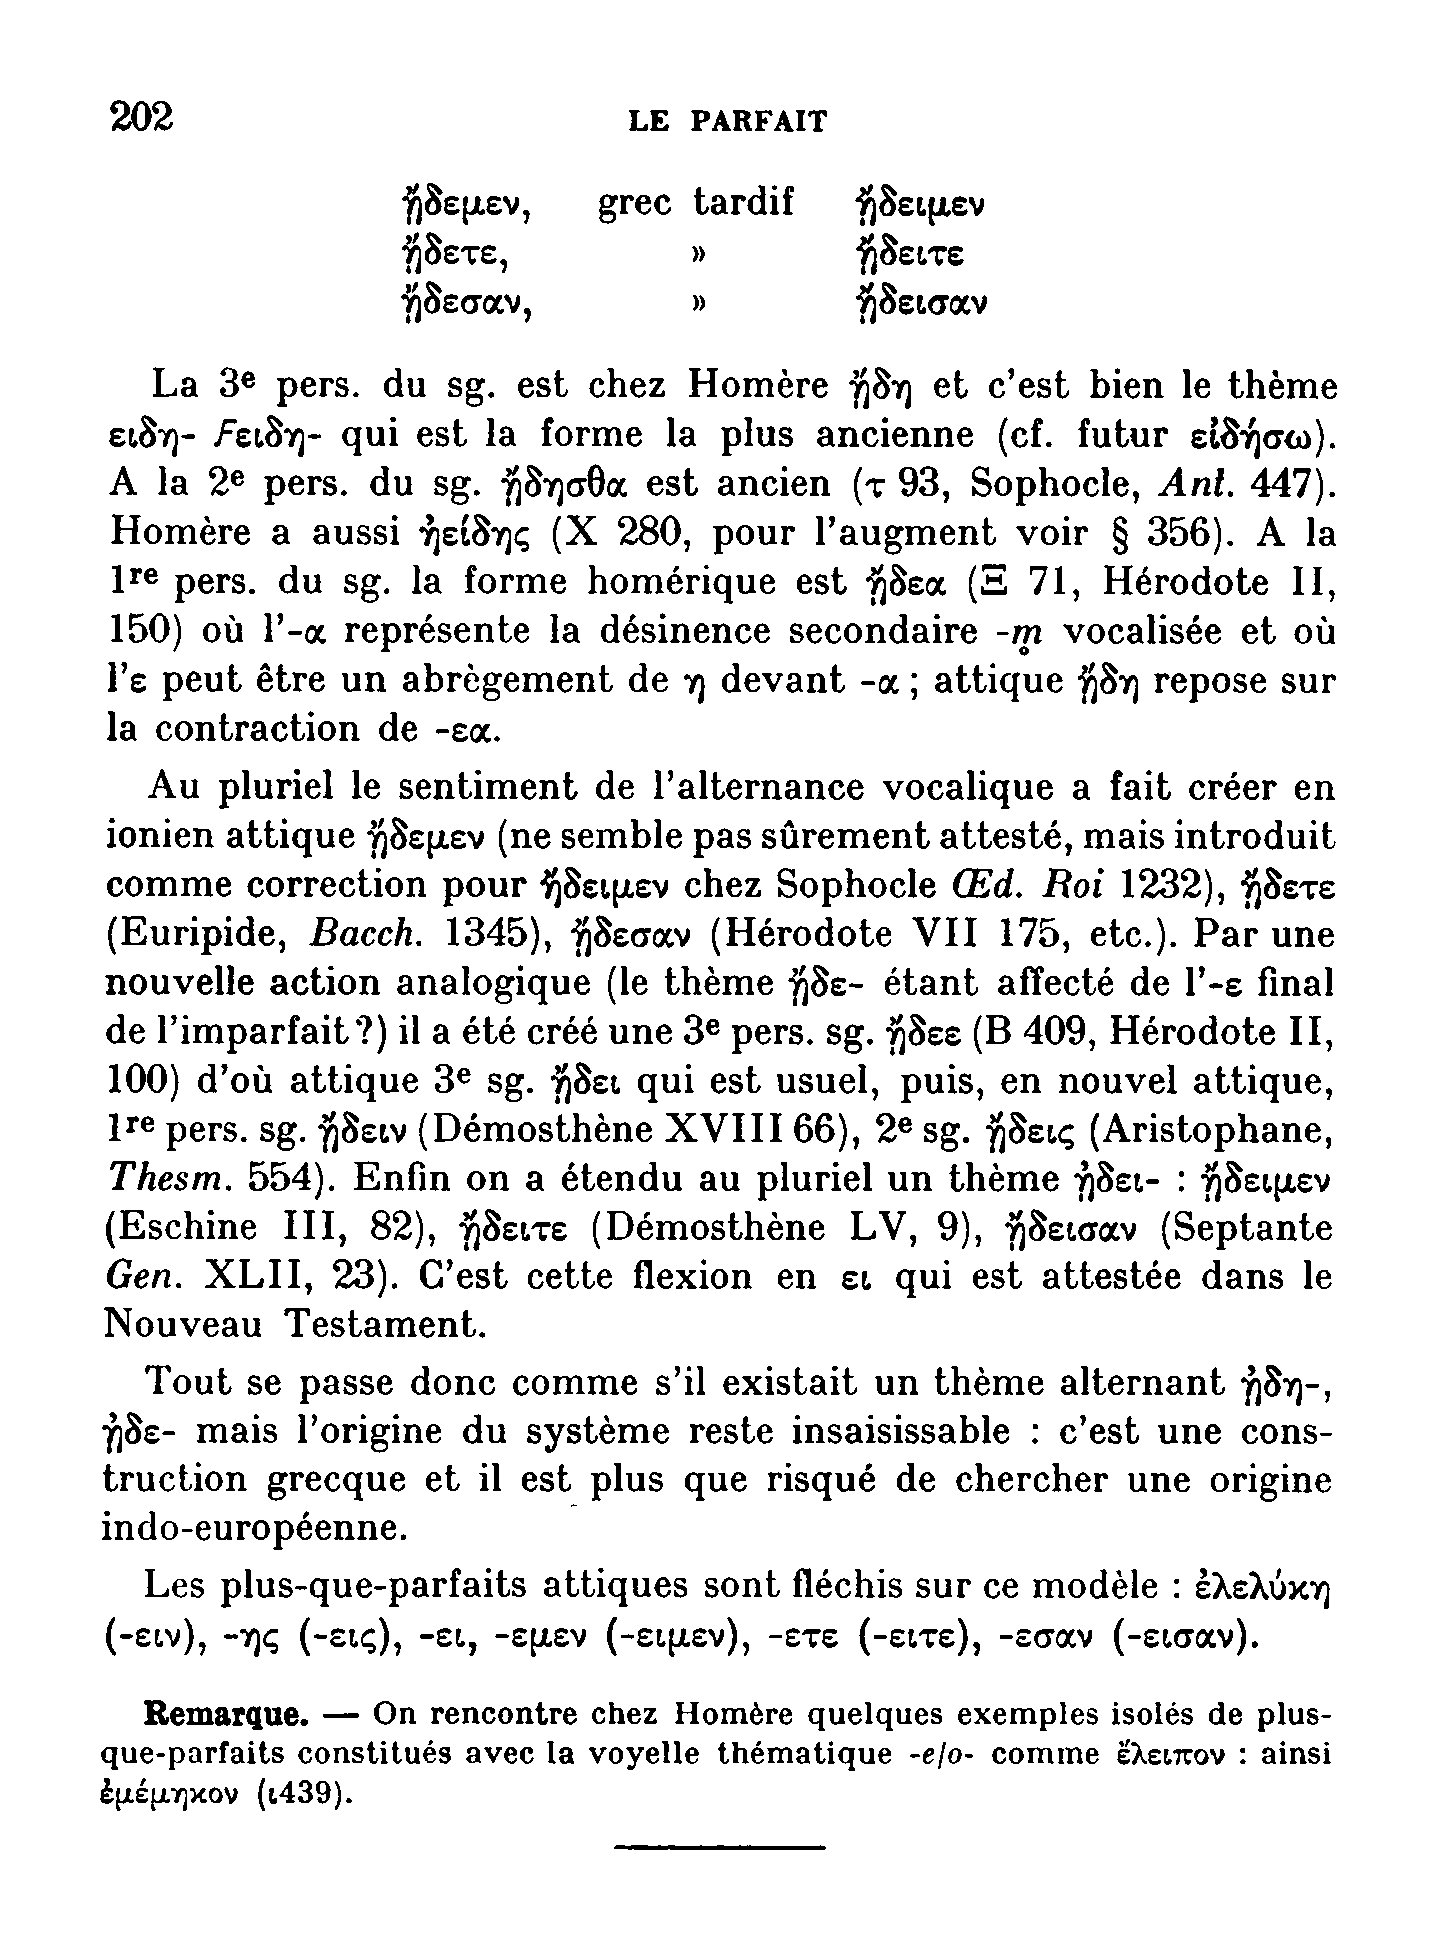 202 LE PARFAIT
ᾔδεμεν, grec tardif ᾔδειμεν
ᾔδετε, » ᾔδειτε
ᾔδεσαν, » ᾔδεισαν
La 3ᵉ pers. du sg. est chez Homère ᾔδη et c’est bien le thème
ειδη- ϝειδη- qui est la forme la plus ancienne (cf. futur εἰδήσω).
A la 2ᵉ pers. du sg. ᾔδησθα est ancien (τ 93, Sophocle, Ant. 447).
Homère a aussi ἠείδης (X 280, pour l’augment voir § 356). A la
1ʳᵉ pers. du sg. la forme homérique est ᾔδεα (Ξ 71, Hérodote II,
150) où l’-α représente la désinence secondaire -m̥ vocalisée et où
l’ε peut être un abrègement de η devant -α ; attique ᾔδη repose sur
la contraction de -εα.
Au pluriel le sentiment de l’alternance vocalique a fait créer en
ionien attique ᾔδεμεν (ne semble pas sûrement attesté, mais introduit
comme correction pour ᾔδειμεν chez Sophocle Œd. Roi 1232), ᾔδετε
(Euripide, Bacch. 1345), ᾔδεσαν (Hérodote VII 175, etc.). Par une
nouvelle action analogique (le thème ᾔδε- étant affecté de l’-ε final
de l’imparfait ?) il a été créé une 3ᵉ pers. sg. ᾔδεε (B 409, Hérodote II,
100) d’où attique 3ᵉ sg. ᾔδει qui est usuel, puis, en nouvel attique,
1ʳᵉ pers. sg. ᾔδειν (Démosthène XVIII 66), 2ᵉ sg. ᾔδεις (Aristophane,
Thesm. 554). Enfin on a étendu au pluriel un thème ᾐδει- : ᾔδειμεν
(Eschine III, 82), ᾔδειτε (Démosthène LV, 9), ᾔδεισαν (Septante
Gen. XLII, 23). C’est cette flexion en ει qui est attestée dans le
Nouveau Testament.
Tout se passe donc comme s’il existait un thème alternant ᾐδη-,
ᾐδε- mais l’origine du système reste insaisissable : c’est une cons-
truction grecque et il est plus que risqué de chercher une origine
indo-européenne.
Les plus-que-parfaits attiques sont fléchis sur ce modèle : ἐλελύκη
(-ειν), -ης (-εις), -ει, -εμεν (-ειμεν), -ετε (-ειτε), -εσαν (-εισαν).
Remarque. — On rencontre chez Homère quelques exemples isolés de plus-
que-parfaits constitués avec la voyelle thématique -e/o- comme ἔλειπον : ainsi
ἐμέμηκον (ι439).